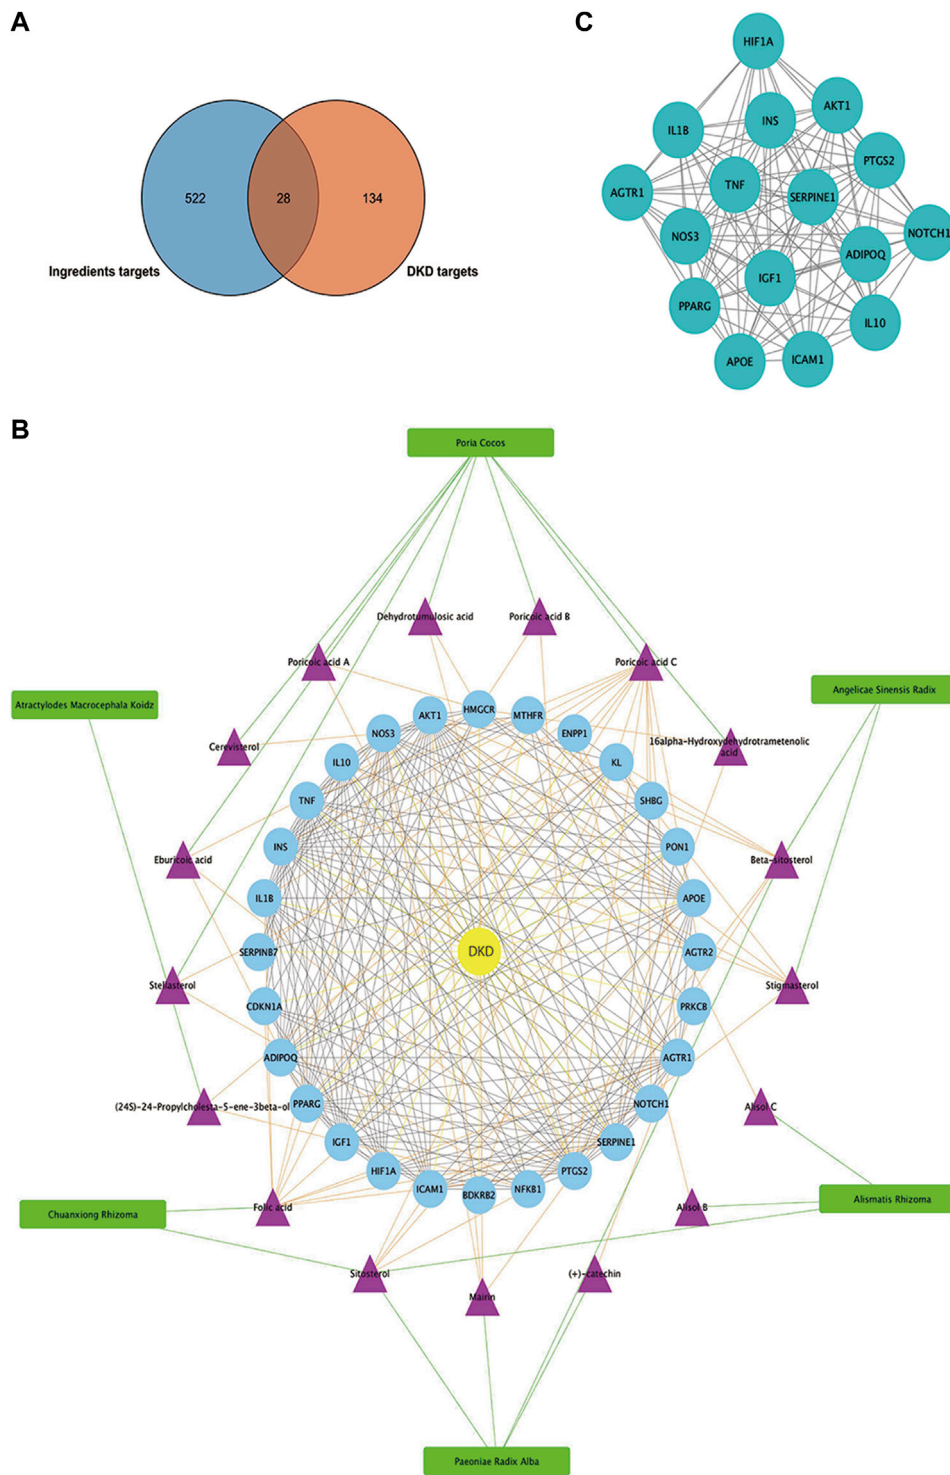 A
C
522
28
134
Ingredients targets
DKD targets
HIF1A
AKT1
INS
IL1B
PTGS2
TNF
AGTR1
SERPINE1
NOTCH1
NOS3
ADIPOQ
IGF1
PPARG
IL10
APOE
ICAM1
B
Poria Cocos
Dehydrotumulosic acid
Poricoic acid B
Poricoic acid A
Poricoic acid C
Angelicae Sinensis Radix
Atractylodes Macrocephala Koidz
Cerevisterol
16alpha-Hydroxydehydrotrametenolic
acid
HMGCR
AKT1
MTHFR
NOS3
ENPP1
IL10
KL
TNF
SHBG
INS
PON1
Eburicoic acid
Beta-sitosterol
IL1B
APOE
SERPINB7
DKD
AGTR2
Stellasterol
Stigmasterol
CDKN1A
PRKCB
ADIPOQ
AGTR1
(24S)-24-Propylcholesta-5-ene-3beta-ol
PPARG
NOTCH1
Alisol C
IGF1
SERPINE1
HIF1A
PTGS2
ICAM1
BDKRB2
NFKB1
Chuanxiong Rhizoma
Folic acid
Alisol B
Alismatis Rhizoma
Sitosterol
Mairin
(+)-catechin
Paeoniae Radix Alba